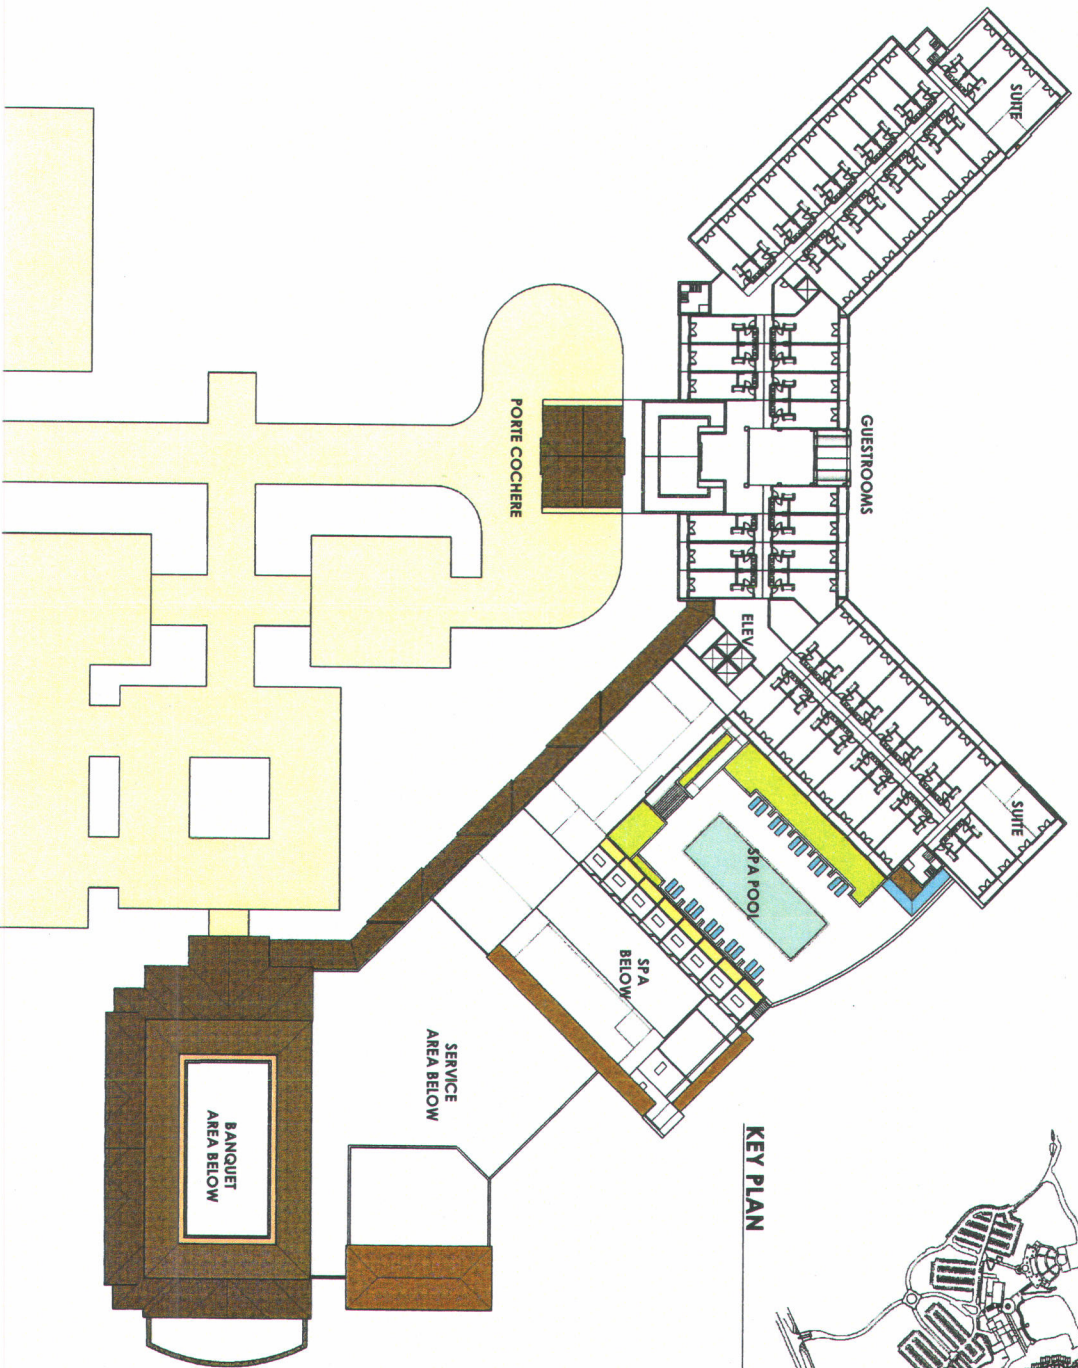 SUITE
GUESTROOMS
PORTE COCHERE
ELEV
SUITE
SPA POOL
SPA
BELOW
SERVICE
AREA BELOW
BANQUET
AREA BELOW
KEY PLAN